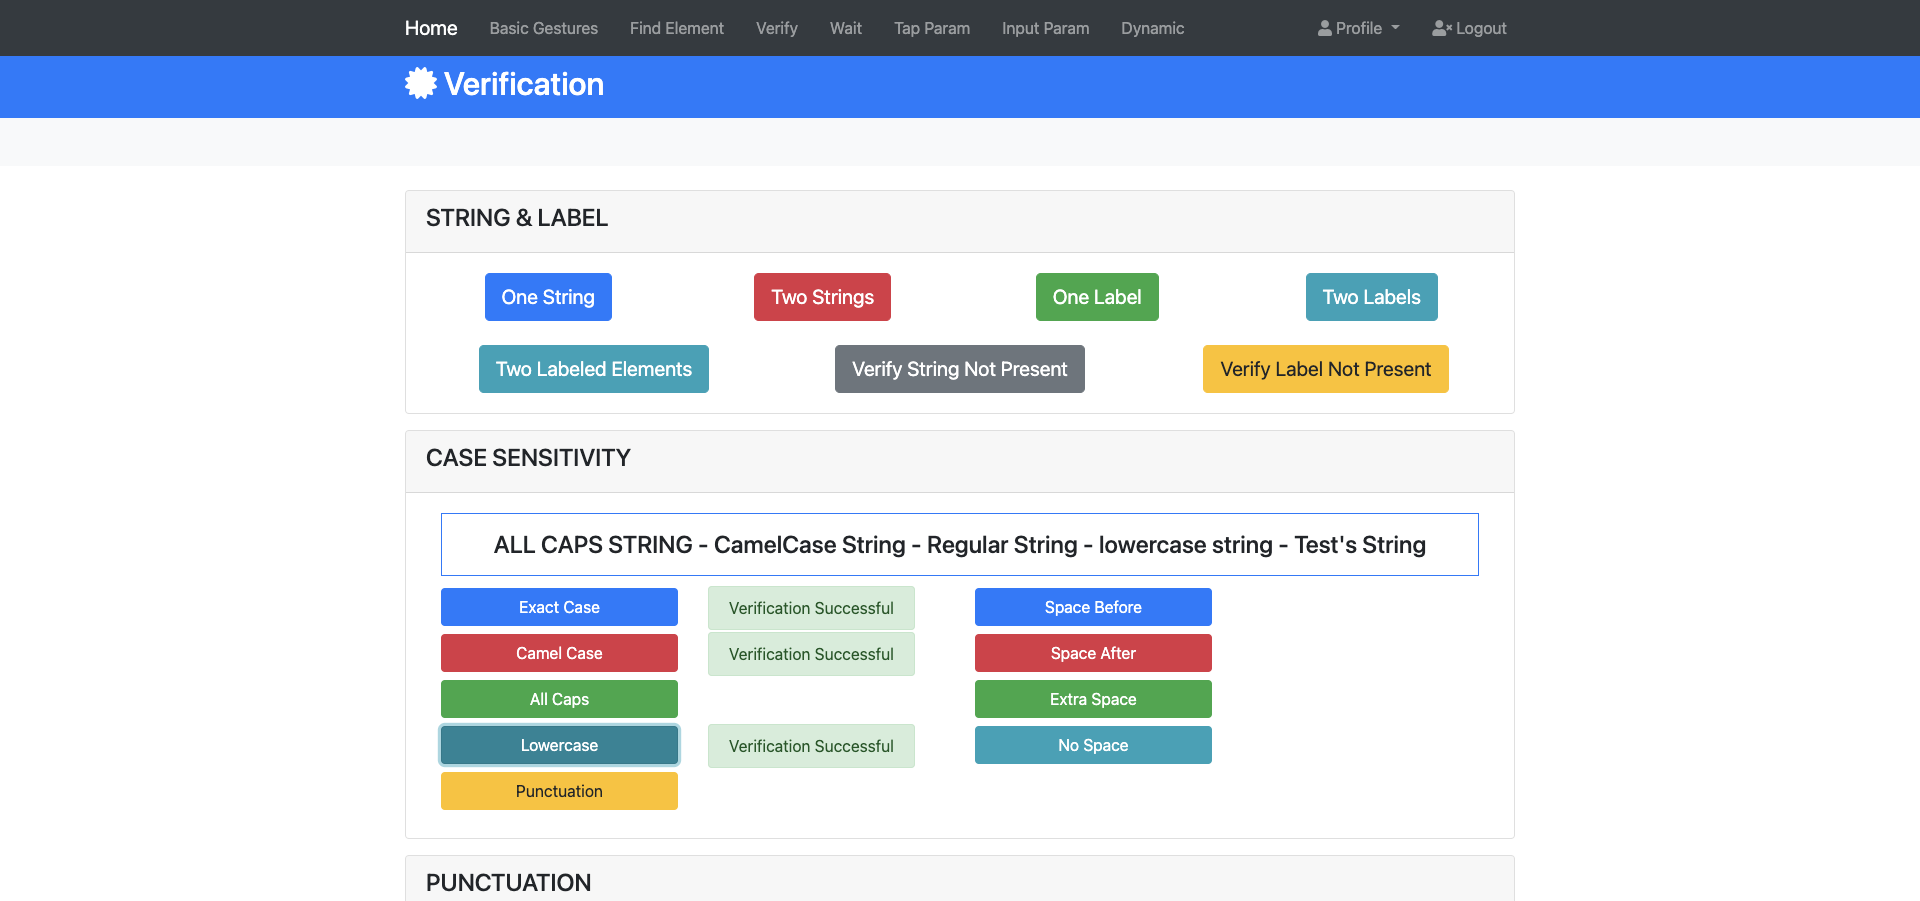 Home Basic Gestures Find Element Verify Wait Tap Param Input Param Dynamic Profile Logout
Verification
STRING & LABEL
One String Two Strings One Label Two Labels
Two Labeled Elements Verify String Not Present Verify Label Not Present
CASE SENSITIVITY
ALL CAPS STRING - CamelCase String - Regular String - lowercase string - Test's String
Exact Case Verification Successful Space Before
Camel Case Verification Successful Space After
All Caps Extra Space
Lowercase Verification Successful No Space
Punctuation
PUNCTUATION